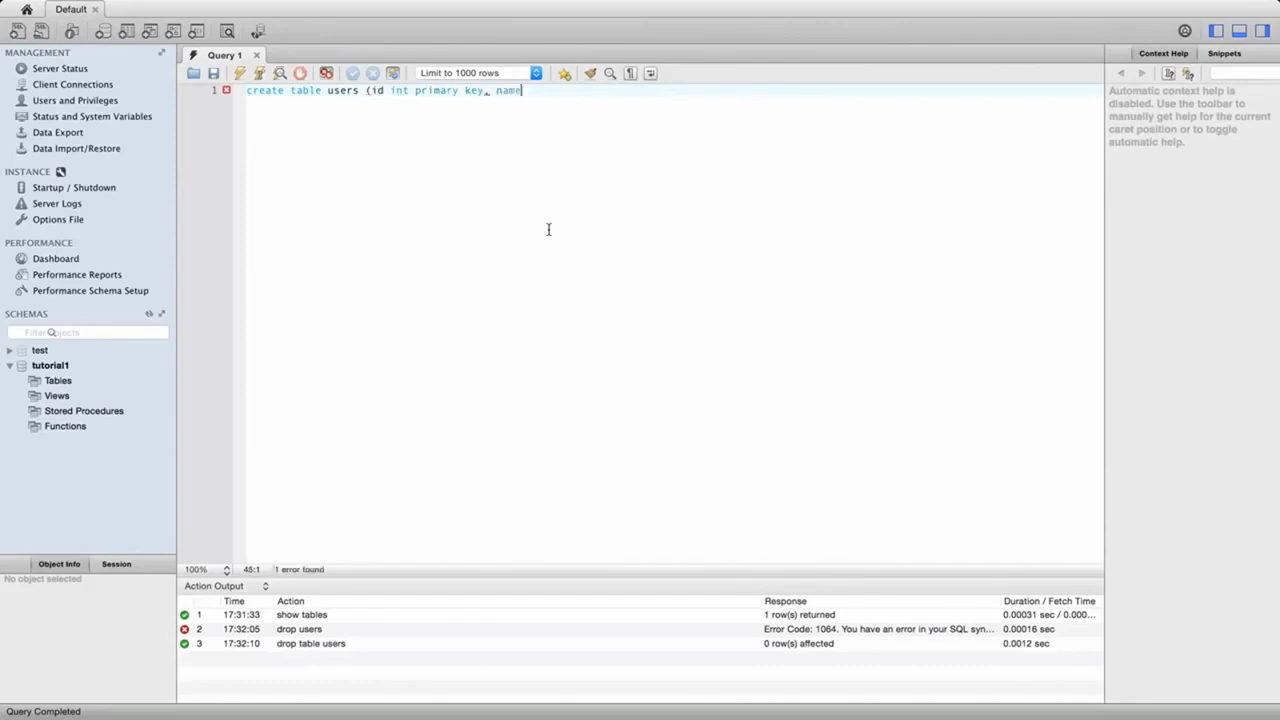 Default
MANAGEMENT
Server Status
Client Connections
Users and Privileges
Status and System Variables
Data Export
Data Import/Restore
INSTANCE
Startup / Shutdown
Server Logs
Options File
PERFORMANCE
Dashboard
Performance Reports
Performance Schema Setup
SCHEMAS
Filter objects
test
tutorial1
Tables
Views
Stored Procedures
Functions
Object Info Session
No object selected
Query 1
Limit to 1000 rows
1 create table users (id int primary key, name
100% 48:1 1 error found
Action Output
Time Action Response Duration / Fetch Time
1 17:31:33 show tables 1 row(s) returned 0.00031 sec / 0.000...
2 17:32:05 drop users Error Code: 1064. You have an error in your SQL syn... 0.00016 sec
3 17:32:10 drop table users 0 row(s) affected 0.0012 sec
Context Help Snippets
Automatic context help is
disabled. Use the toolbar to
manually get help for the current
caret position or to toggle
automatic help.
Query Completed